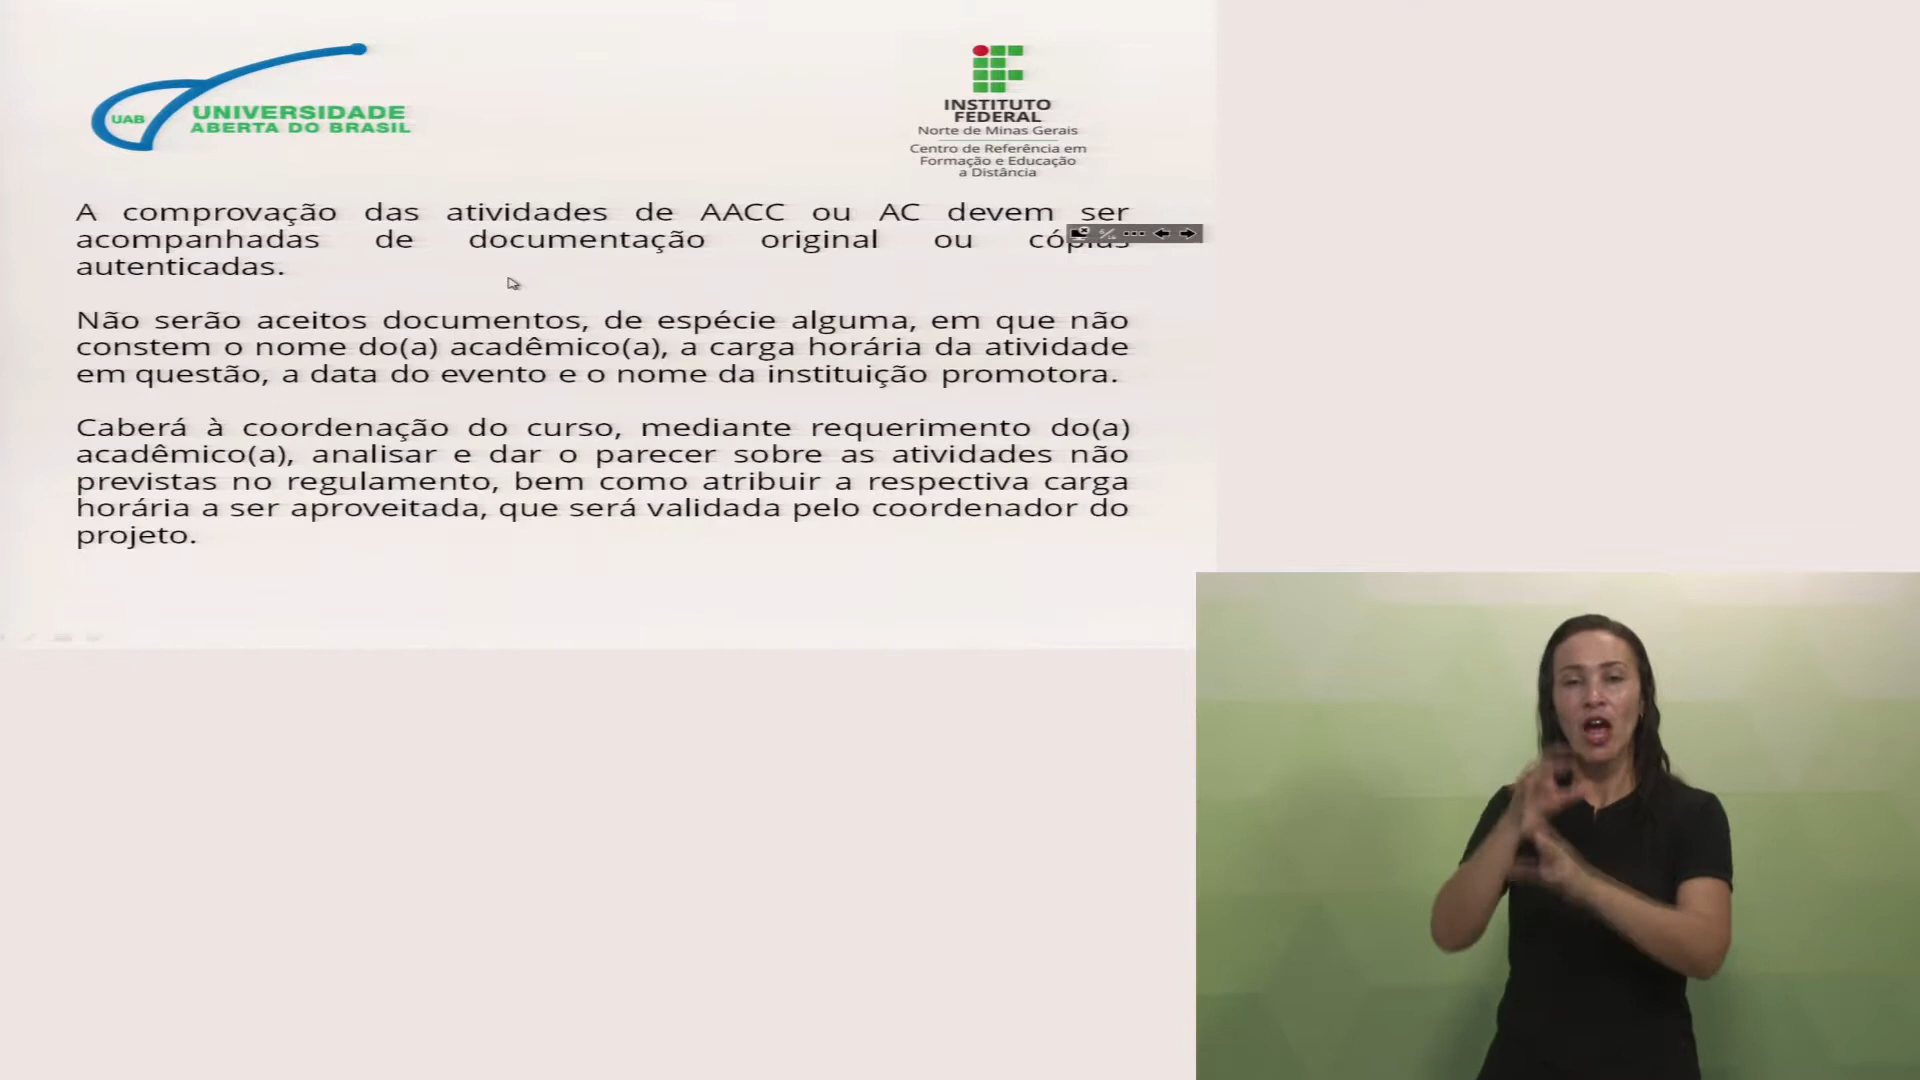 UAB
UNIVERSIDADE
ABERTA DO BRASIL
INSTITUTO
FEDERAL
Norte de Minas Gerais
Centro de Referência em
Formação e Educação
a Distância
A comprovação das atividades de AACC ou AC devem ser
acompanhadas de documentação original ou cópias
autenticadas.
Não serão aceitos documentos, de espécie alguma, em que não
constem o nome do(a) acadêmico(a), a carga horária da atividade
em questão, a data do evento e o nome da instituição promotora.
Caberá à coordenação do curso, mediante requerimento do(a)
acadêmico(a), analisar e dar o parecer sobre as atividades não
previstas no regulamento, bem como atribuir a respectiva carga
horária a ser aproveitada, que será validada pelo coordenador do
projeto.